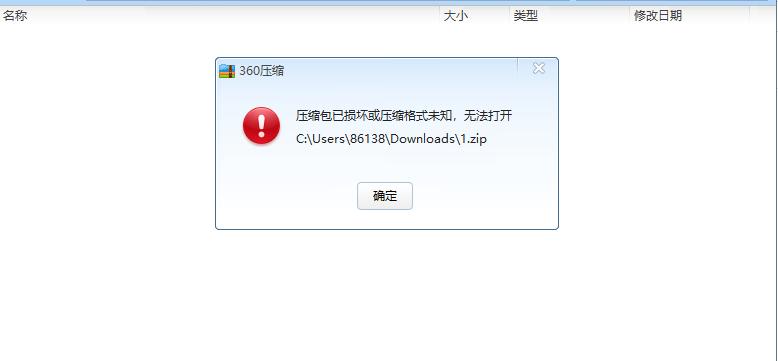 名称 大小 类型 修改日期
360压缩
压缩包已损坏或压缩格式未知，无法打开
C:\Users\86138\Downloads\1.zip
确定